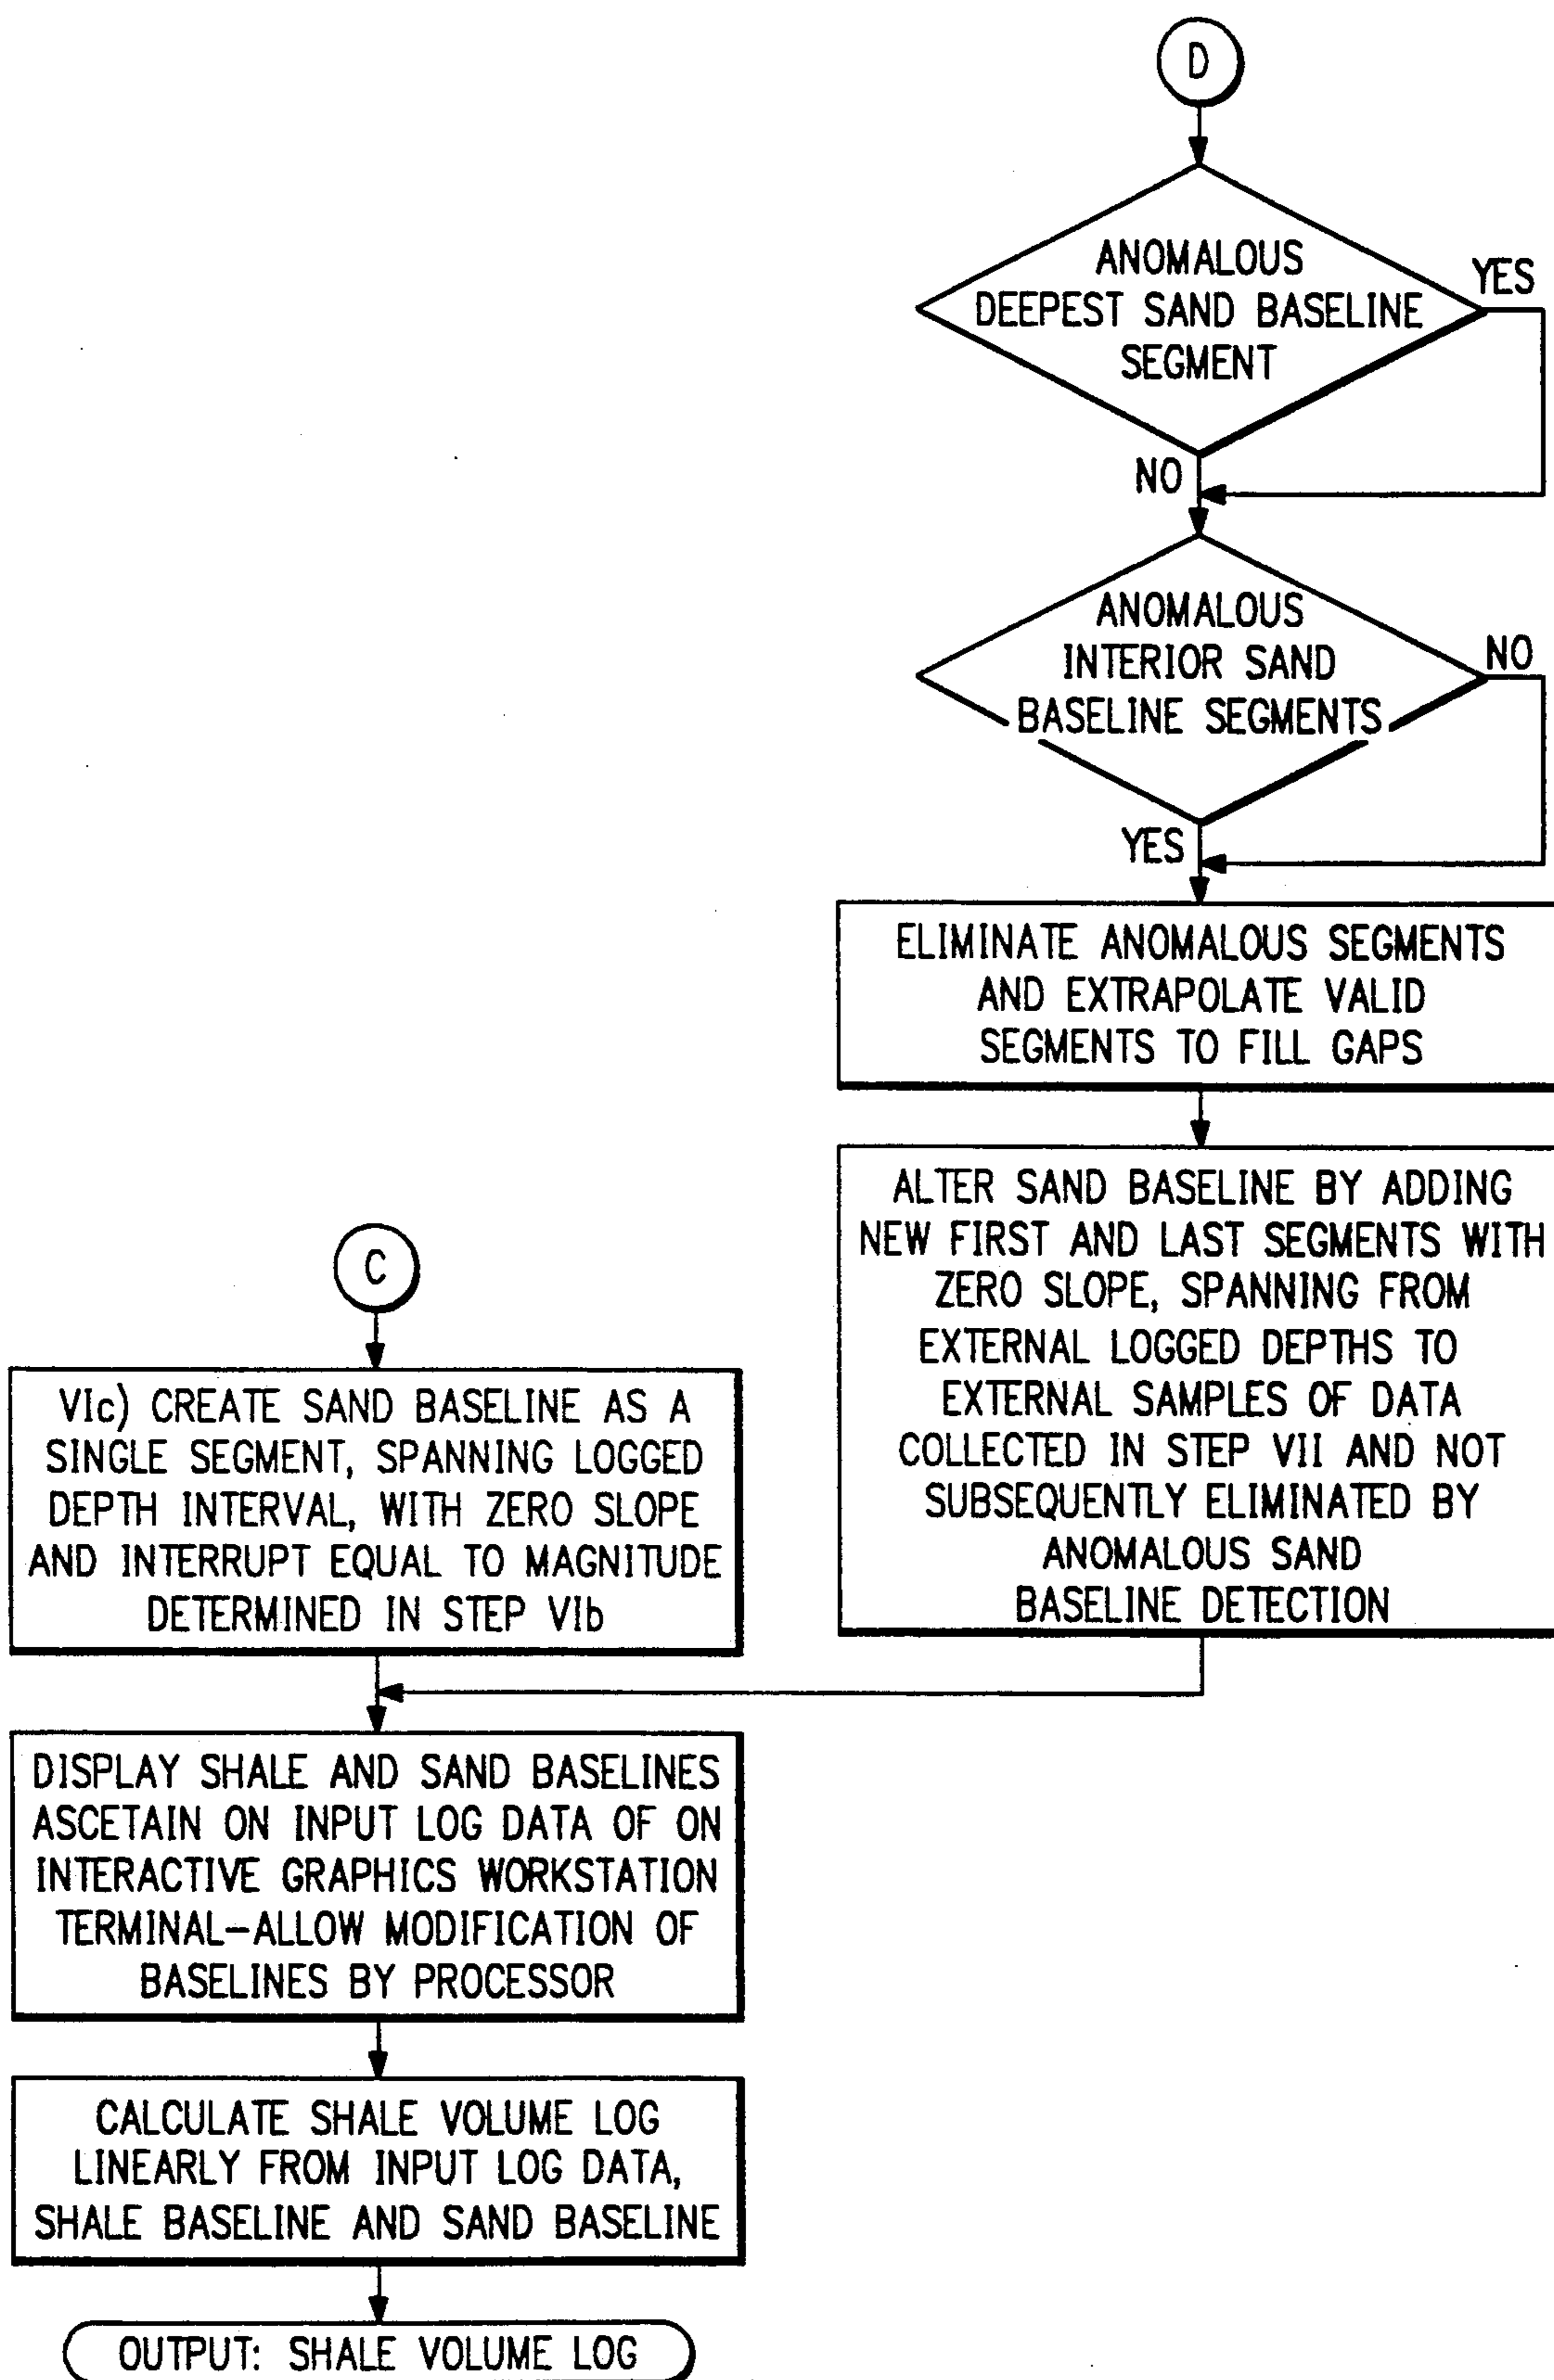 D
ANOMALOUS
DEEPEST SAND BASELINE
SEGMENT
YES
NO
ANOMALOUS
INTERIOR SAND
BASELINE SEGMENTS
NO
YES
ELIMINATE ANOMALOUS SEGMENTS
AND EXTRAPOLATE VALID
SEGMENTS TO FILL GAPS
ALTER SAND BASELINE BY ADDING
NEW FIRST AND LAST SEGMENTS WITH
ZERO SLOPE, SPANNING FROM
EXTERNAL LOGGED DEPTHS TO
EXTERNAL SAMPLES OF DATA
COLLECTED IN STEP VII AND NOT
SUBSEQUENTLY ELIMINATED BY
ANOMALOUS SAND
BASELINE DETECTION
C
VIc) CREATE SAND BASELINE AS A
SINGLE SEGMENT, SPANNING LOGGED
DEPTH INTERVAL, WITH ZERO SLOPE
AND INTERRUPT EQUAL TO MAGNITUDE
DETERMINED IN STEP VIb
DISPLAY SHALE AND SAND BASELINES
ASCETAIN ON INPUT LOG DATA OF ON
INTERACTIVE GRAPHICS WORKSTATION
TERMINAL-ALLOW MODIFICATION OF
BASELINES BY PROCESSOR
CALCULATE SHALE VOLUME LOG
LINEARLY FROM INPUT LOG DATA,
SHALE BASELINE AND SAND BASELINE
OUTPUT: SHALE VOLUME LOG